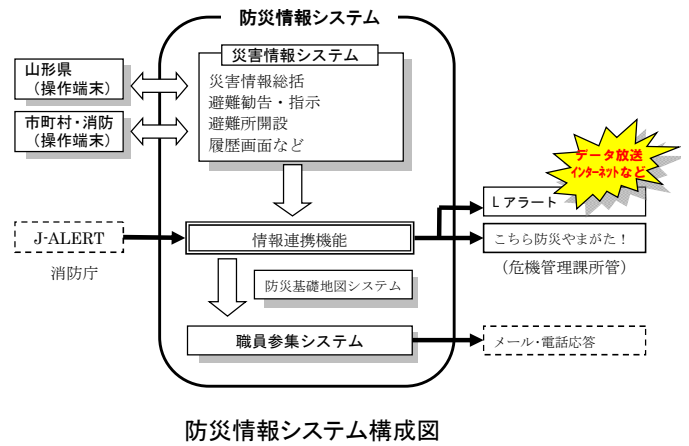 防災情報システム
災害情報システム
山形県
（操作端末）
災害情報総括
避難勧告・指示
避難所開設
履歴画面など
市町村・消防
（操作端末）
データ放送
インターネットなど
Lアラート
J-ALERT
消防庁
情報連携機能
こちら防災やまがた！
（危機管理課所管）
防災基礎地図システム
職員参集システム
メール・電話応答
防災情報システム構成図